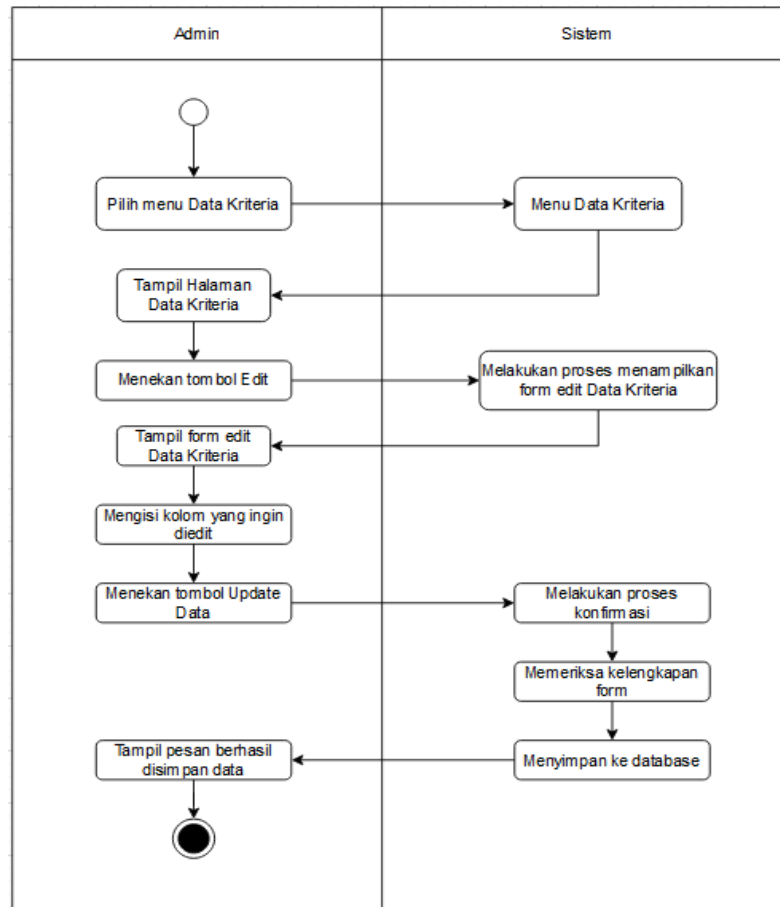 Admin
Sistem
Pilih menu Data Kriteria
Menu Data Kriteria
Tampil Halaman
Data Kriteria
Menekan tombol Edit
Melakukan proses menampilkan
form edit Data Kriteria
Tampil form edit
Data Kriteria
Mengisi kolom yang ingin
diedit
Menekan tombol Update
Data
Melakukan proses
konfirmasi
Memeriksa kelengkapan
form
Tampil pesan berhasil
disimpan data
Menyimpan ke database